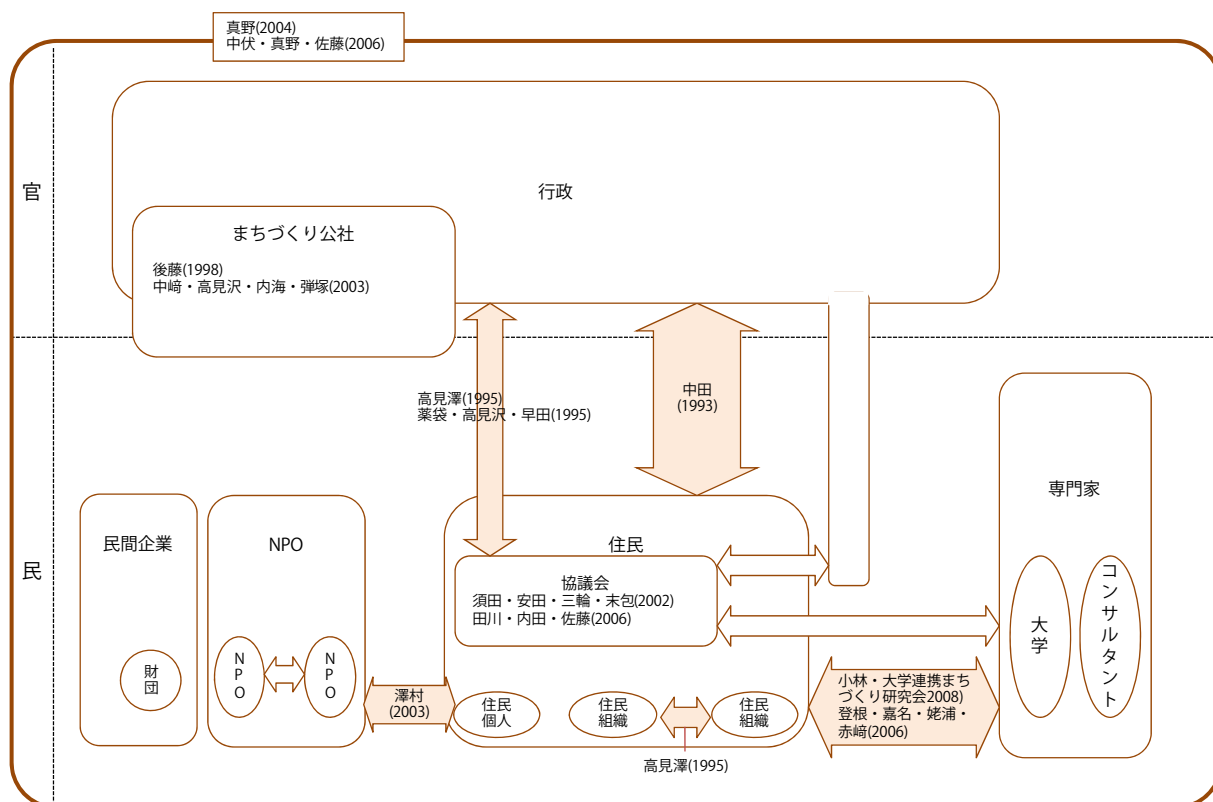 真野(2004)
中伏・真野・佐藤(2006)
官
行政
まちづくり公社
後藤(1998)
中﨑・高見沢・内海・弾塚(2003)
高見澤(1995)
薬袋・高見沢・早田(1995)
中田
(1993)
専門家
民間企業
NPO
住民
民
協議会
須田・安田・三輪・末包(2002)
田川・内田・佐藤(2006)
大学
コンサルタント
財団
NPO
NPO
澤村
(2003)
住民
個人
住民
組織
住民
組織
小林・大学連携まち
づくり研究会2008)
登根・嘉名・姥浦・
赤﨑(2006)
高見澤(1995)